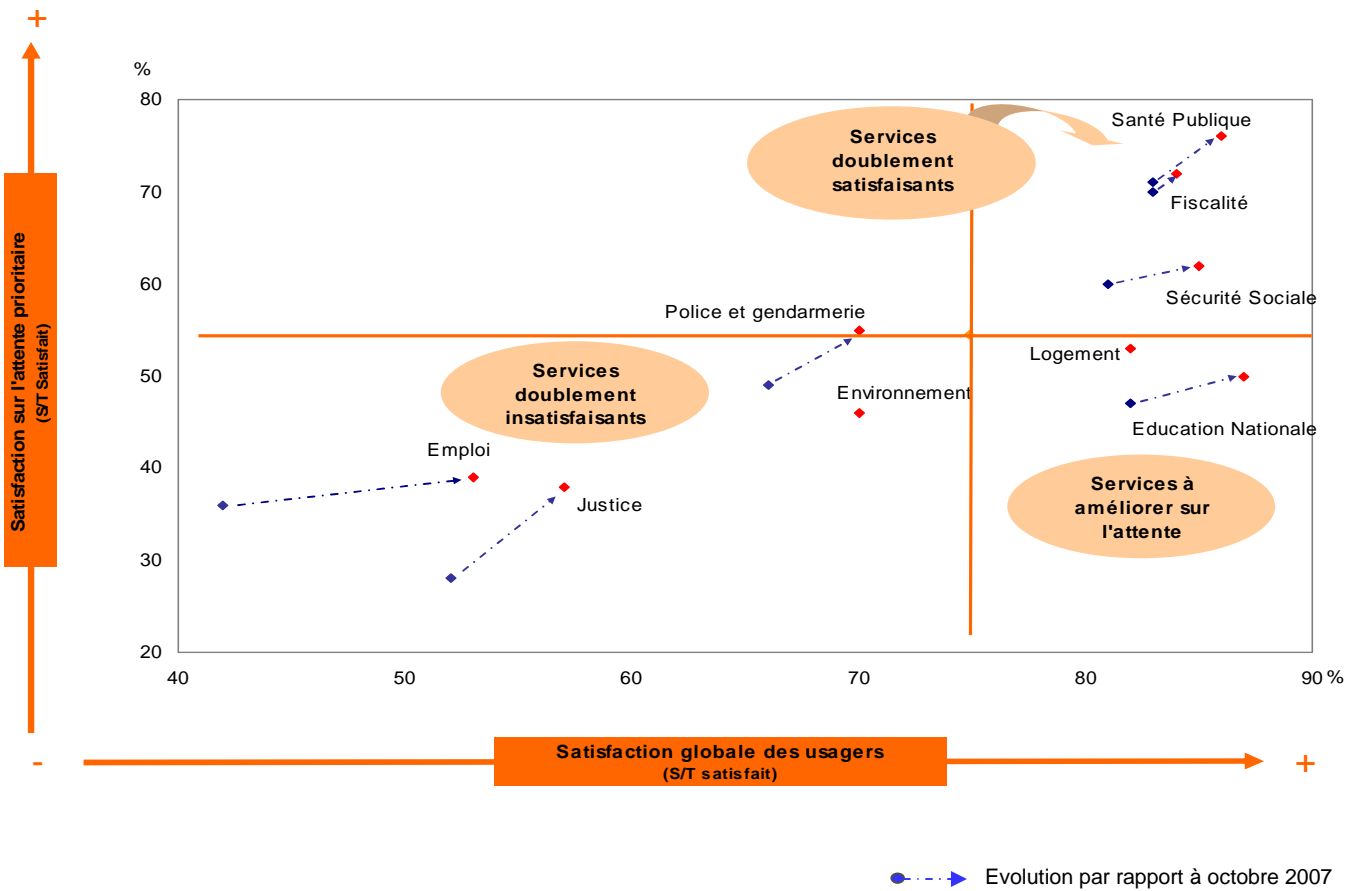 +
%
80
70
60
50
40
30
20
40
50
60
70
80
90 %
Satisfaction sur l'attente prioritaire
(S/T Satisfait)
Services
doublement
satisfaisants
Santé Publique
Fiscalité
Sécurité Sociale
Police et gendarmerie
Logement
Services
doublement
insatisfaisants
Environnement
Education Nationale
Emploi
Justice
Services à
améliorer sur
l'attente
-
Satisfaction globale des usagers
(S/T satisfait)
+
Evolution par rapport à octobre 2007